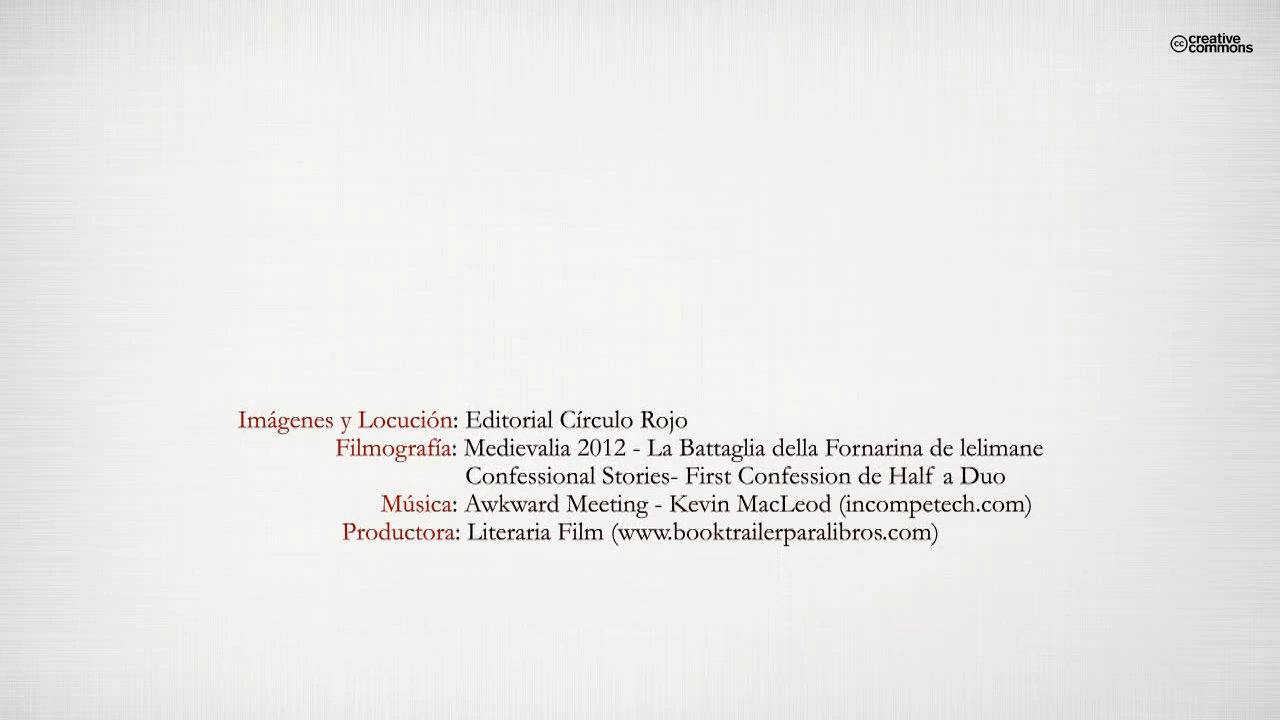 cc creative
commons
Imágenes y Locución: Editorial Círculo Rojo
Filmografía: Medievalia 2012 - La Battaglia della Fornarina de lelimane
Confessional Stories- First Confession de Half a Duo
Música: Awkward Meeting - Kevin MacLeod (incompetech.com)
Productora: Literaria Film (www.booktrailerparalibros.com)